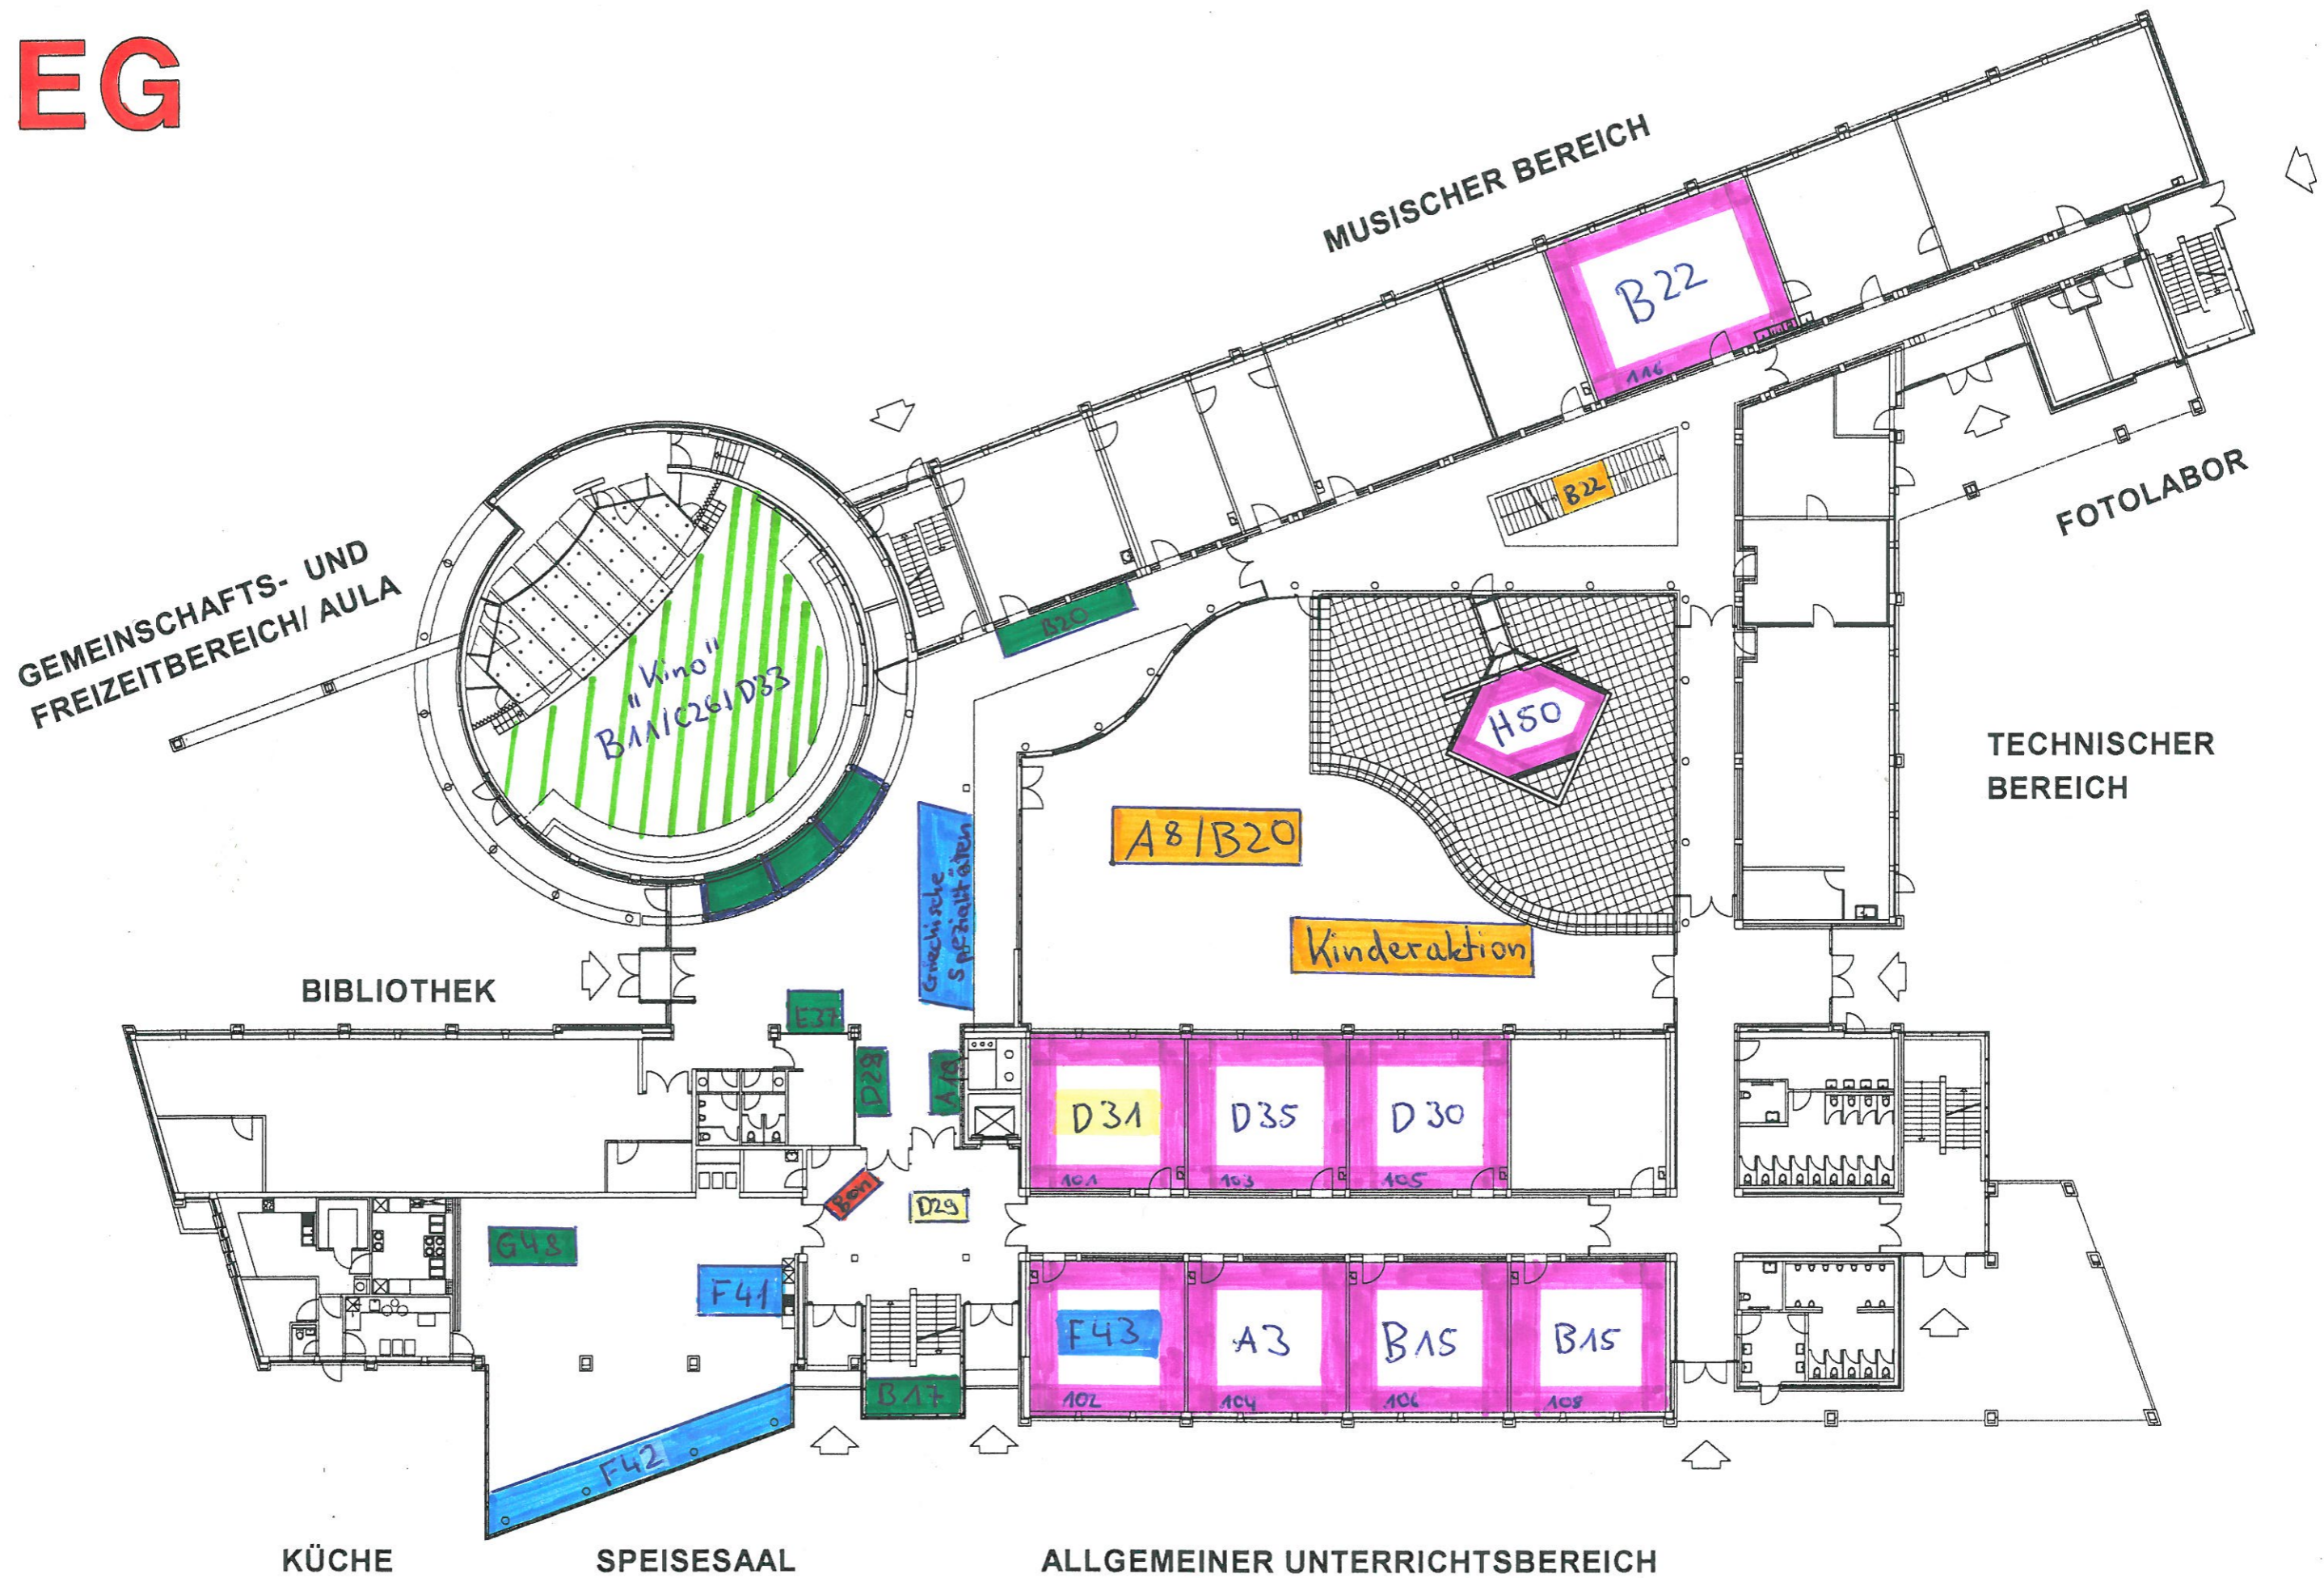 EG
MUSISCHER BEREICH
B22
116
B22
FOTOLABOR
GEMEINSCHAFTS- UND
FREIZEITBEREICH/ AULA
B20
"Kino"
B11/C26/D33
H50
TECHNISCHER
BEREICH
A8/B20
Griechische
Spezialitäten
Kinderaktion
BIBLIOTHEK
E37
D28
D31
D35
D30
101
103
105
Bon
D29
G48
F41
F43
A3
B15
B15
B17
102
104
106
108
F42
KÜCHE
SPEISESAAL
ALLGEMEINER UNTERRICHTSBEREICH